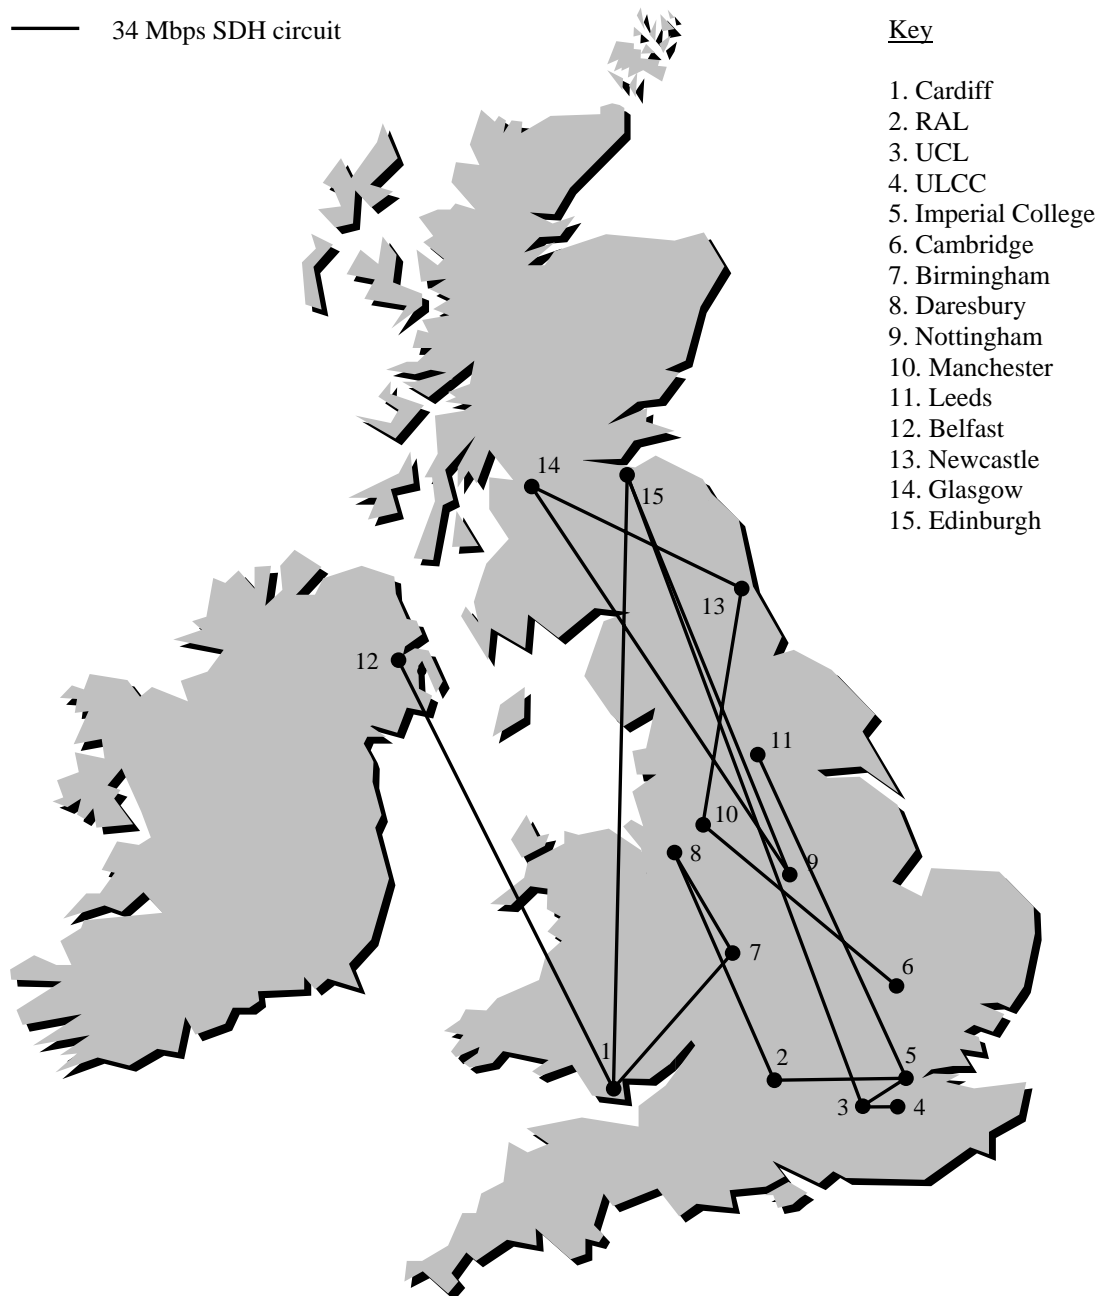 34 Mbps SDH circuit
Key
1. Cardiff
2. RAL
3. UCL
4. ULCC
5. Imperial College
6. Cambridge
7. Birmingham
8. Daresbury
9. Nottingham
10. Manchester
11. Leeds
12. Belfast
13. Newcastle
14. Glasgow
15. Edinburgh
14
15
13
12
11
10
8
9
7
6
1
2
5
3
4